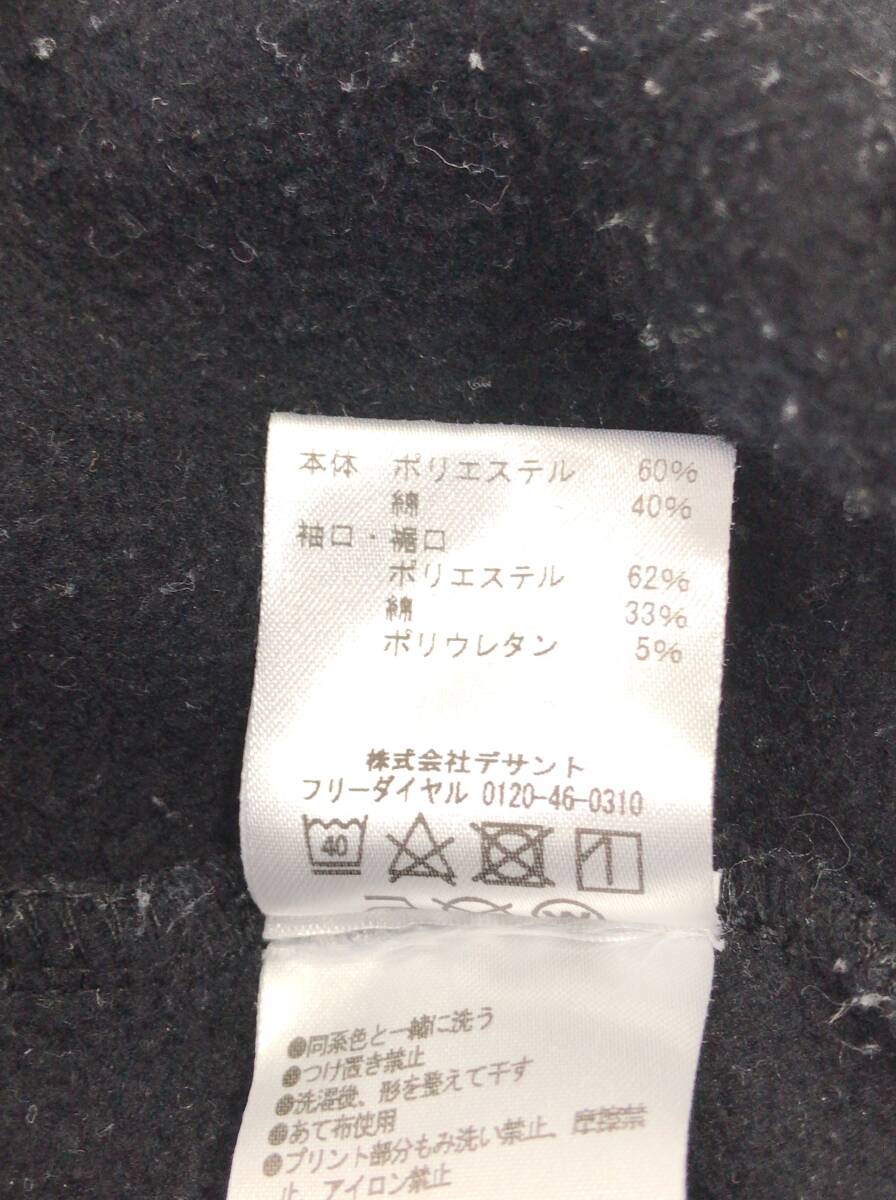 本体 ポリエステル 60%
綿 40%
袖口・裾口
ポリエステル 62%
綿 33%
ポリウレタン 5%
株式会社デサント
フリーダイヤル 0120-46-0310
40
●同系色と一緒に洗う
●つけ置き禁止
●洗濯後、形を整えて干す
●あて布使用
●プリント部分もみ洗い禁止、摩擦禁
止、アイロン禁止